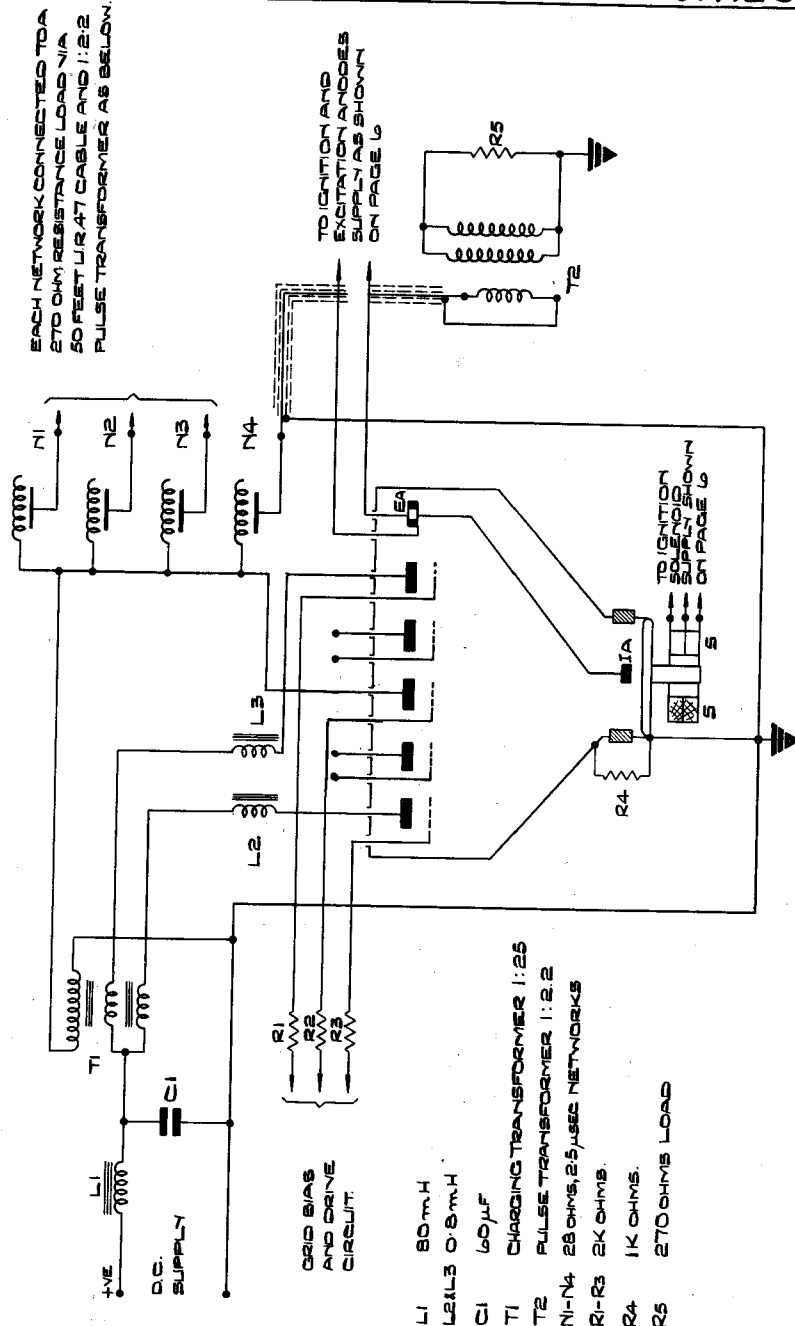 EACH NETWORK CONNECTED TO A
270 OHM RESISTANCE LOAD VIA
50 FEET U.R.47 CABLE AND 1:2·2
PULSE TRANSFORMER AS BELOW.
N1
N2
N3
N4
TO IGNITION AND
EXCITATION ANODES
SUPPLY AS SHOWN
ON PAGE 6
R5
T2
EA
L3
L2
T1
C1
L1
+VE
D.C.
SUPPLY
R1
R2
R3
GRID BIAS
AND DRIVE
CIRCUIT.
TO IGNITION
SOLENOID
SUPPLY SHOWN
ON PAGE 6
IA
S
S
R4
L1 80 mH
L2&L3 0·8 mH
C1 60 μF
T1 CHARGING TRANSFORMER 1:25
T2 PULSE TRANSFORMER 1:2.2
N1-N4 28 OHMS, 2·5 μSEC NETWORKS
R1-R3 2K OHMS.
R4 1K OHMS.
R5 270 OHMS LOAD